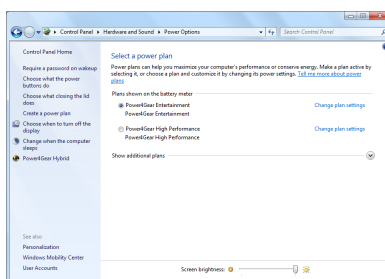 Control Panel ▸ Hardware and Sound ▸ Power Options
Search Control Panel
Control Panel Home
Require a password on wakeup
Choose what the power
buttons do
Choose what closing the lid
does
Create a power plan
Choose when to turn off the
display
Change when the computer
sleeps
Power4Gear Hybrid
See also
Personalization
Windows Mobility Center
User Accounts
Select a power plan
Power plans can help you maximize your computer's performance or conserve energy. Make a plan active by
selecting it, or choose a plan and customize it by changing its power settings. Tell me more about power
plans
Plans shown on the battery meter
Power4Gear Entertainment
Change plan settings
Power4Gear Entertainment
Power4Gear High Performance
Change plan settings
Power4Gear High Performance
Show additional plans
Screen brightness: